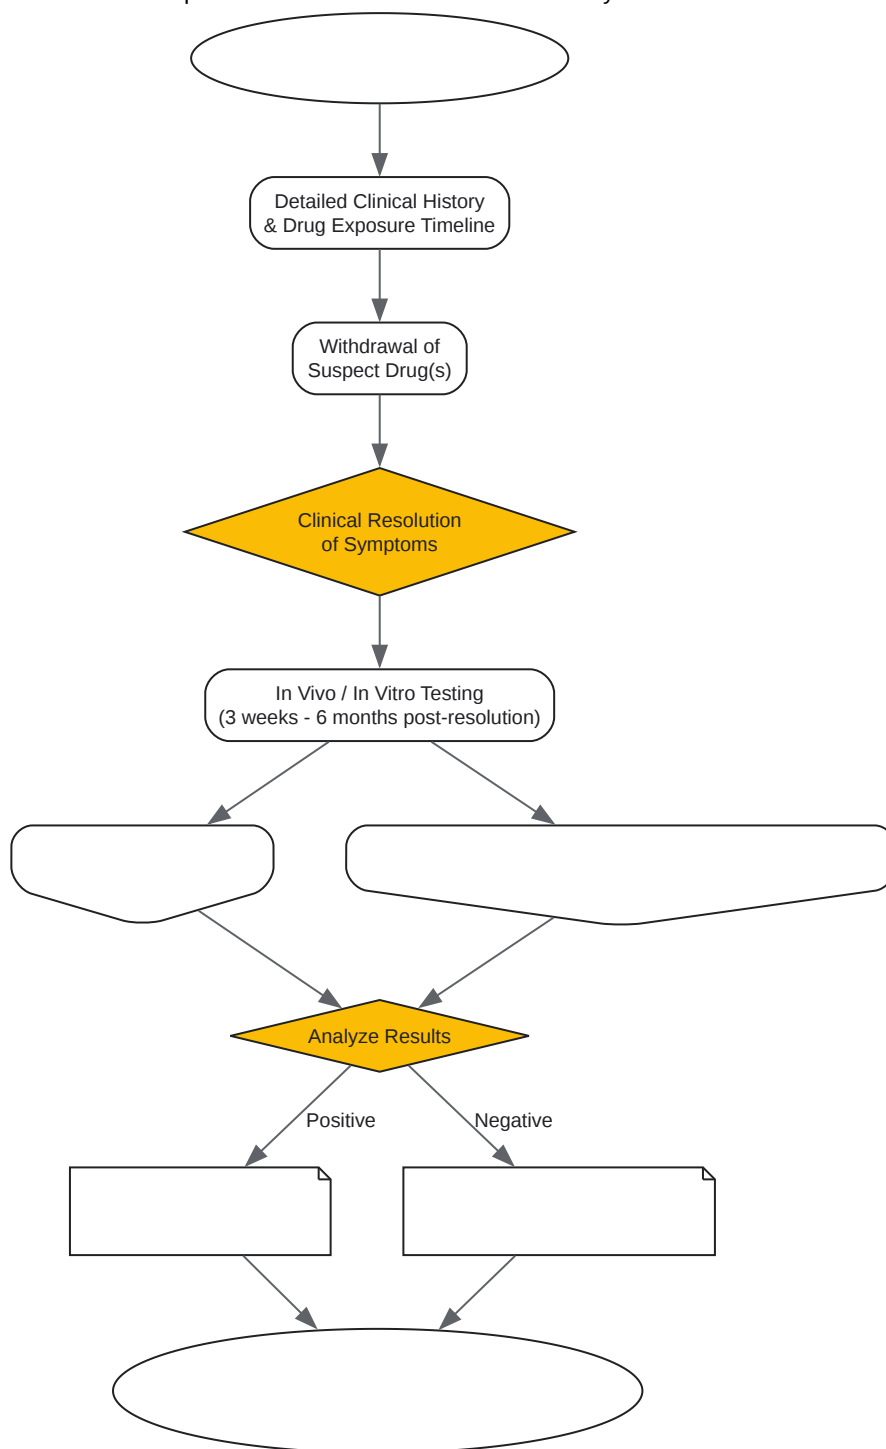 Detailed Clinical History
& Drug Exposure Timeline
Withdrawal of
Suspect Drug(s)
Clinical Resolution
of Symptoms
In Vivo / In Vitro Testing
(3 weeks - 6 months post-resolution)
Analyze Results
Positive
Negative